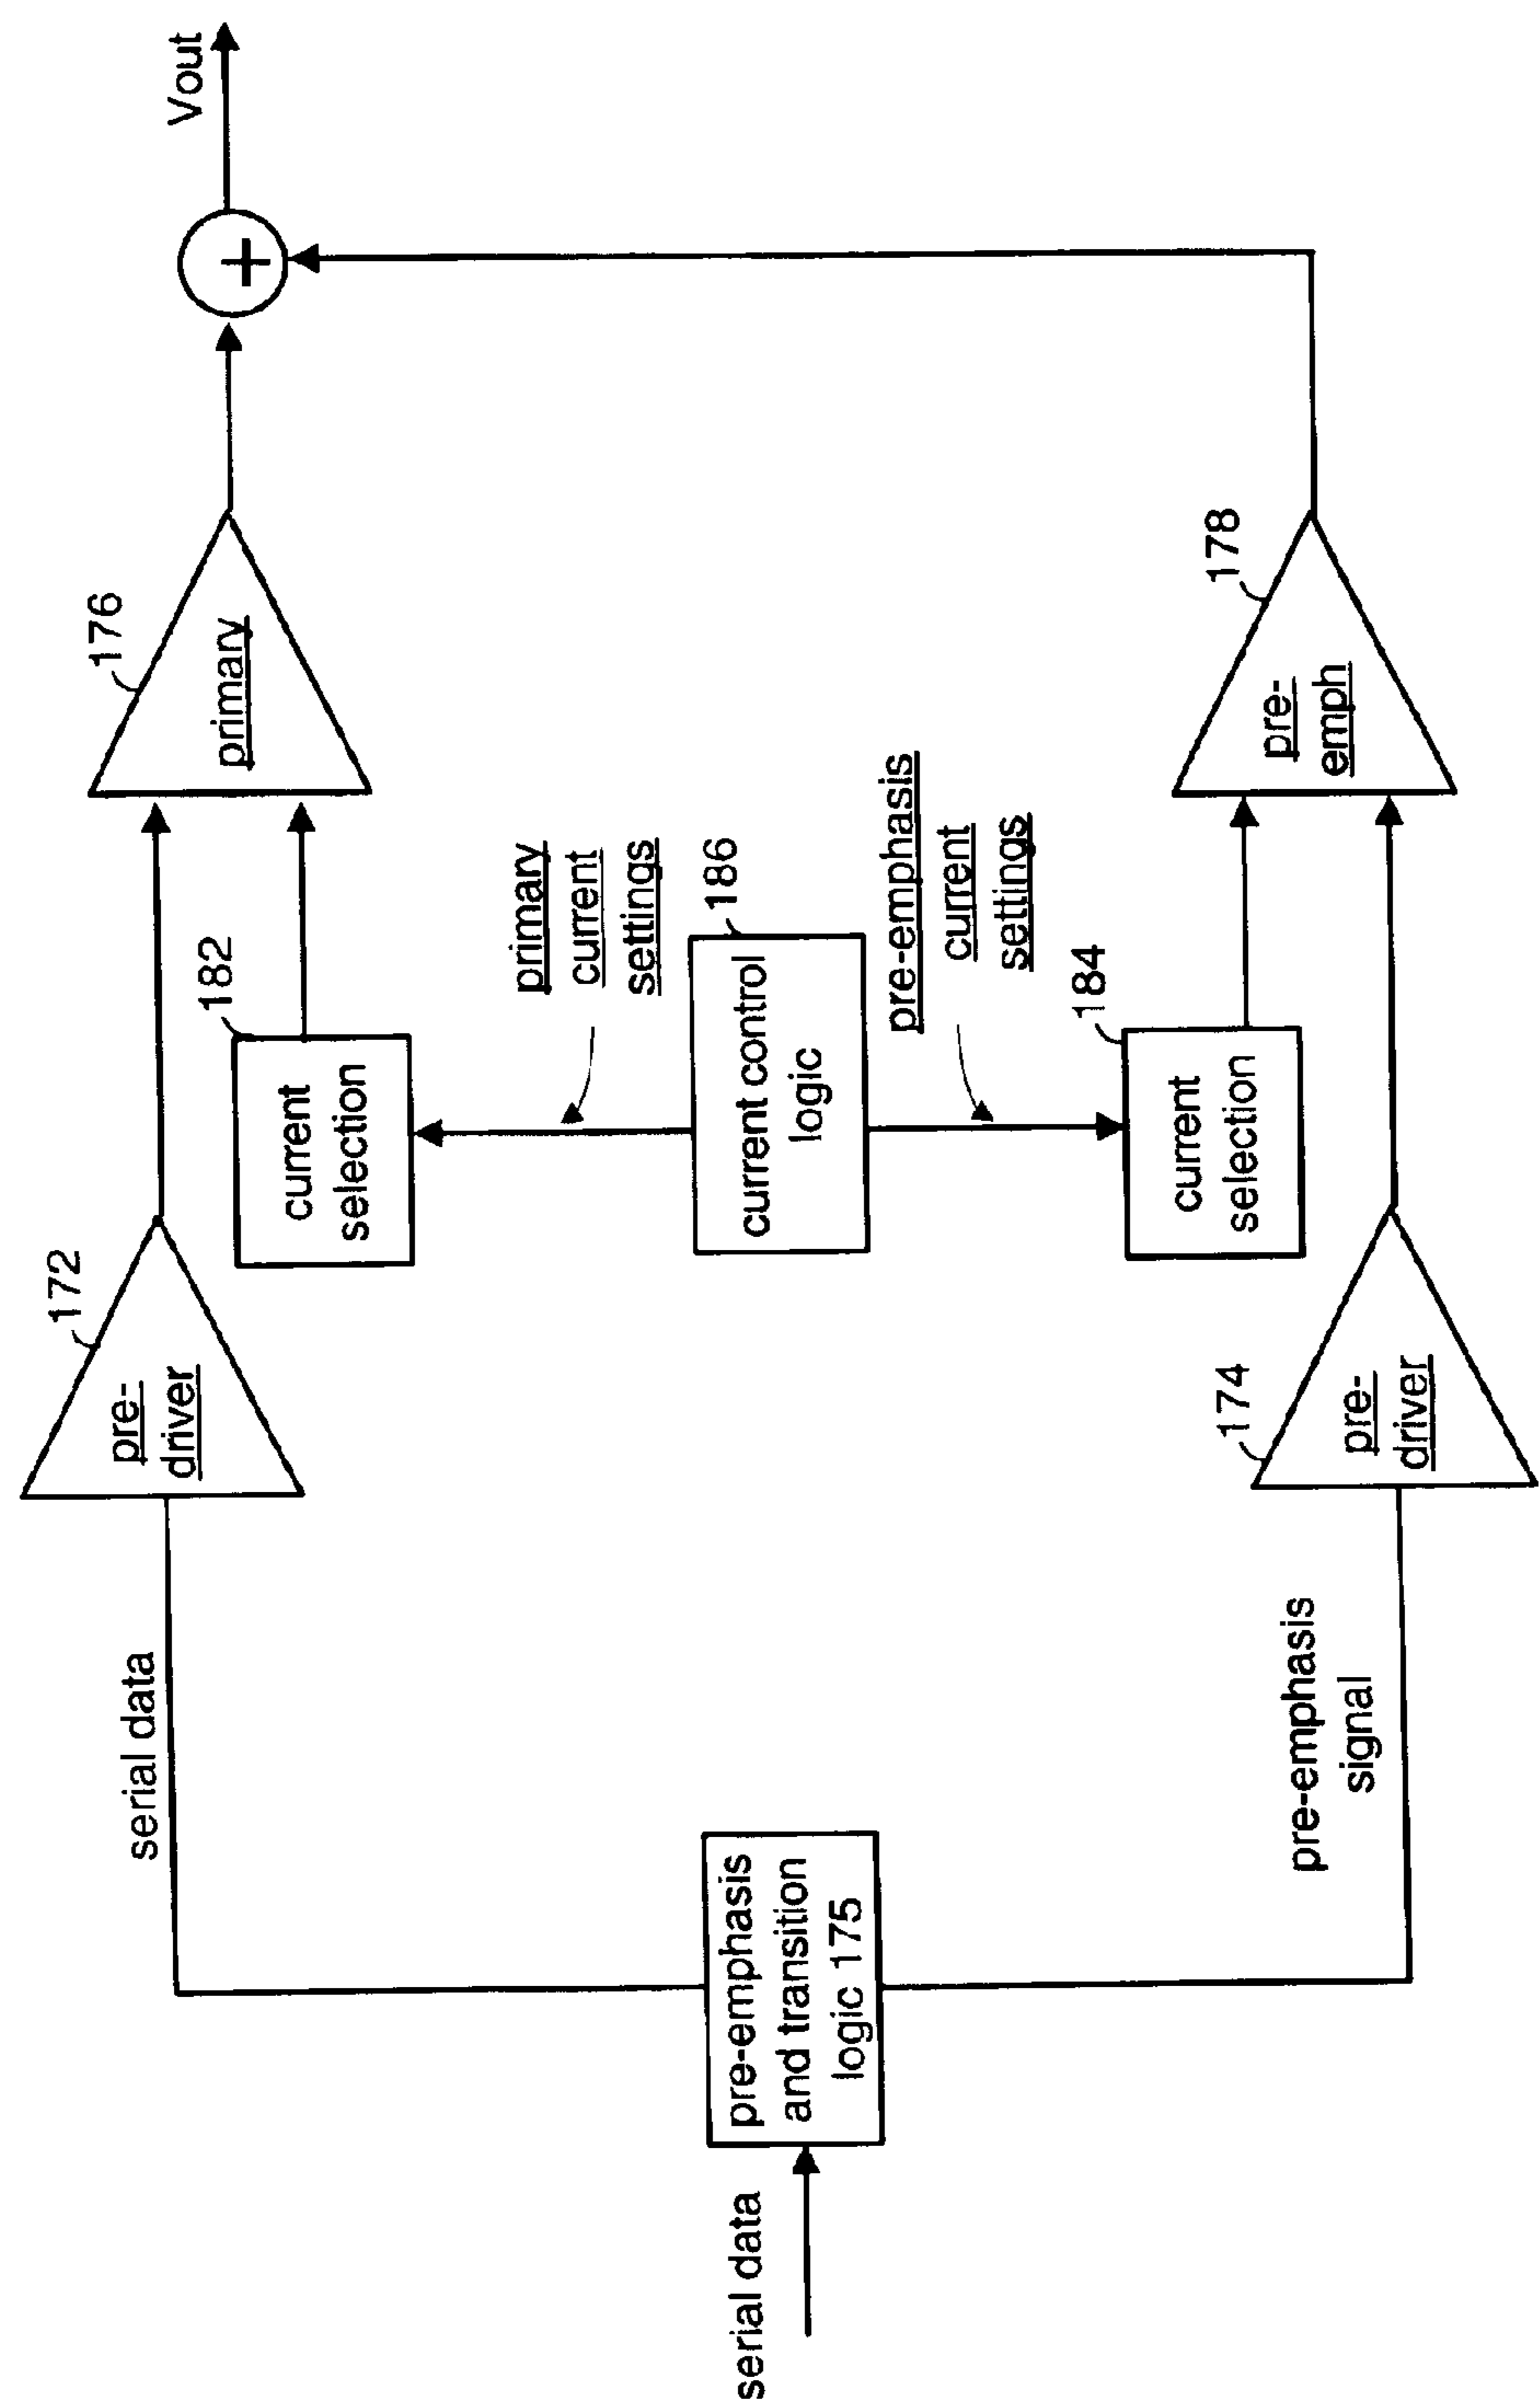 serial data
pre-emphasis
and transition
logic 175
serial data
pre-emphasis
signal
172
pre-
driver
174
pre-
driver
182
current
selection
primary
current
settings
186
current control
logic
pre-emphasis
current
settings
184
current
selection
176
primary
178
pre-
emph
+
Vout